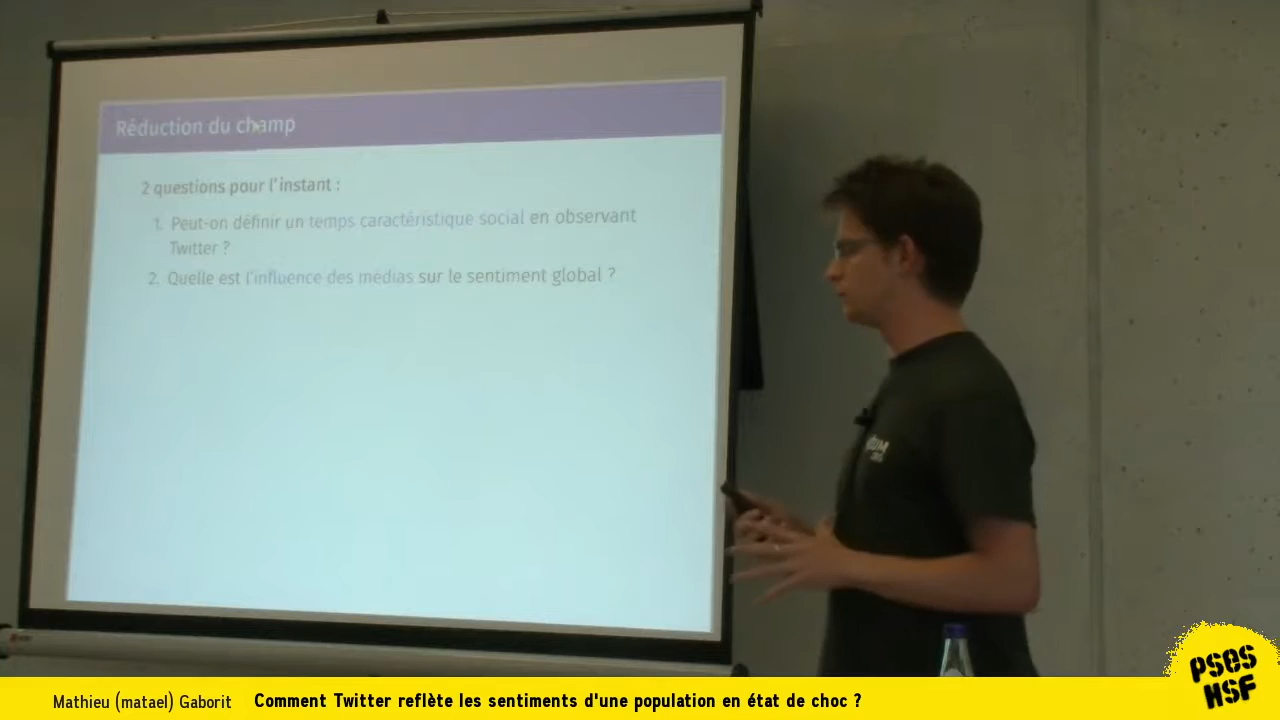 Réduction du champ
2 questions pour l'instant :
1. Peut-on définir un temps caractéristique social en observant
Twitter ?
2. Quelle est l'influence des médias sur le sentiment global ?
PSES
HSF
Mathieu (matael) Gaborit Comment Twitter reflète les sentiments d'une population en état de choc ?